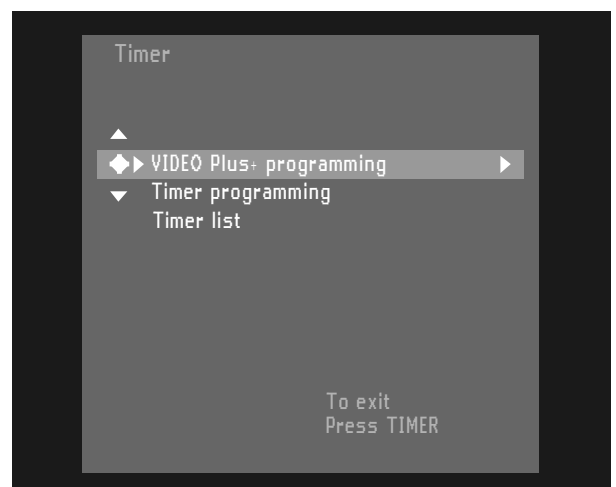 Timer
VIDEO Plus+ programming
Timer programming
Timer list
To exit
Press TIMER